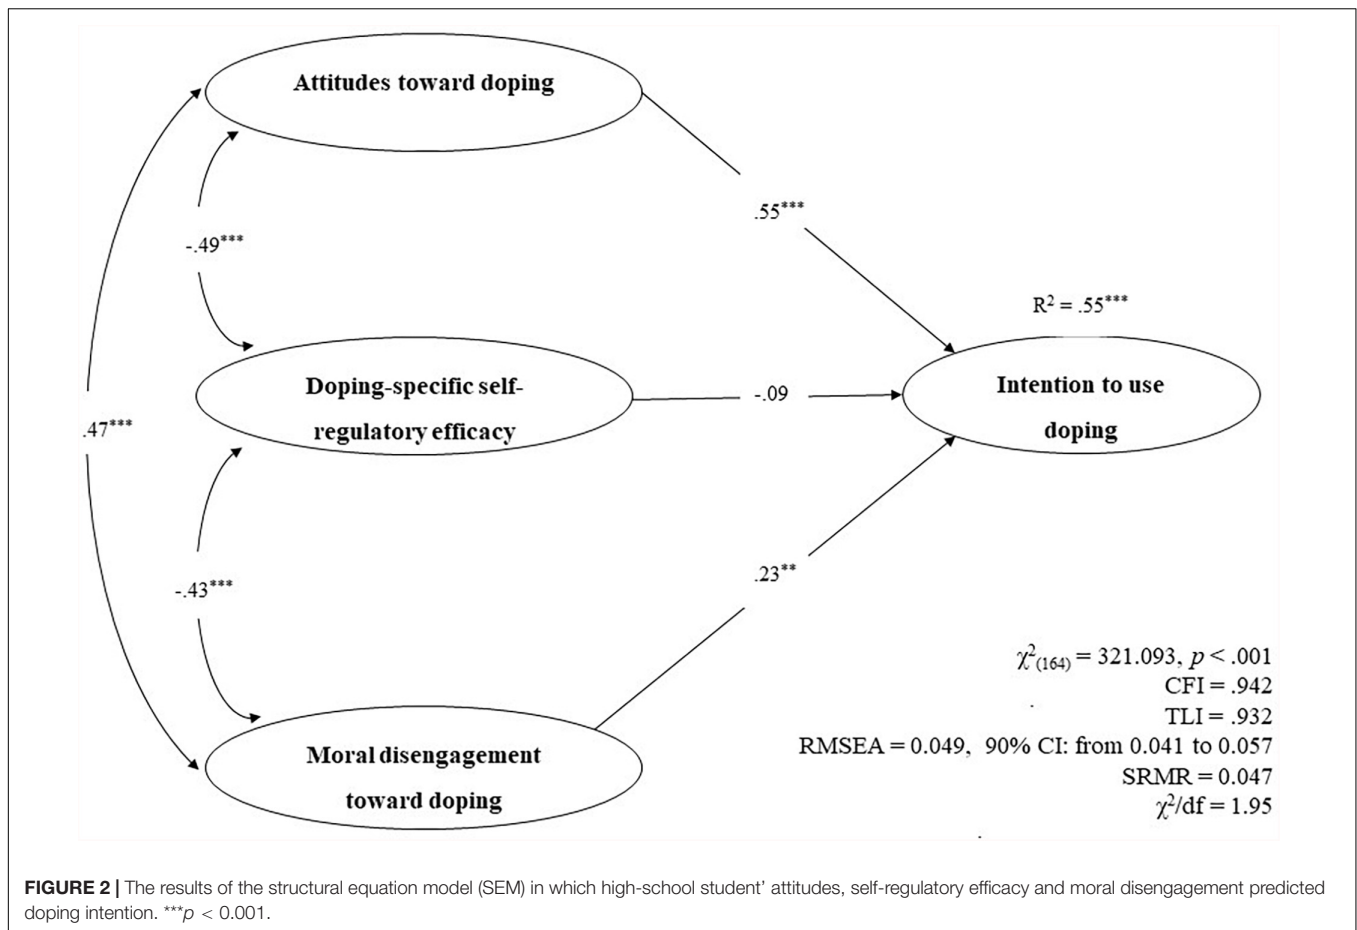 Attitudes toward doping
.55***
-.49***
R² = .55***
Doping-specific self-
regulatory efficacy
-.09
Intention to use
doping
.47***
.23**
-.43***
χ²(164) = 321.093, p < .001
CFI = .942
TLI = .932
RMSEA = 0.049, 90% CI: from 0.041 to 0.057
SRMR = 0.047
χ²/df = 1.95
Moral disengagement
toward doping
FIGURE 2 | The results of the structural equation model (SEM) in which high-school student’ attitudes, self-regulatory efficacy and moral disengagement predicted
doping intention. ***p < 0.001.